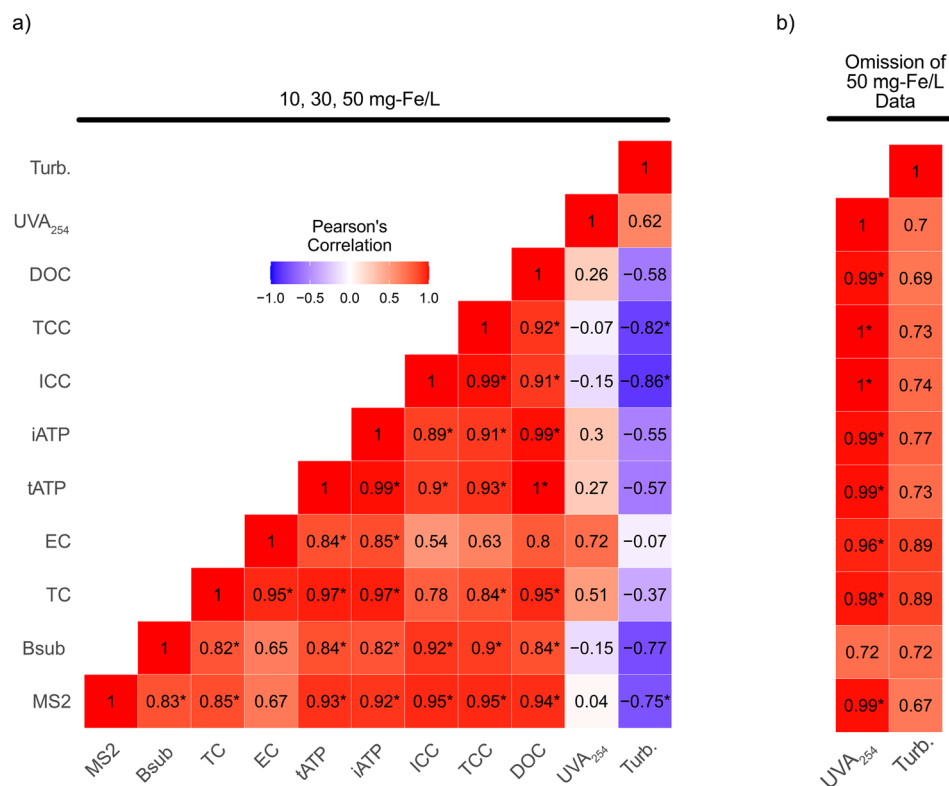 a)
b)
10, 30, 50 mg-Fe/L
Omission of
50 mg-Fe/L
Data
Pearson's
Correlation
−1.0 −0.5 0.0 0.5 1.0
Turb. 1 1
UVA254 1 0.62 1 0.7
DOC 1 0.26 −0.58 0.99* 0.69
TCC 1 0.92* −0.07 −0.82* 1* 0.73
ICC 1 0.99* 0.91* −0.15 −0.86* 1* 0.74
iATP 1 0.89* 0.91* 0.99* 0.3 −0.55 0.99* 0.77
tATP 1 0.99* 0.9* 0.93* 1* 0.27 −0.57 0.99* 0.73
EC 1 0.84* 0.85* 0.54 0.63 0.8 0.72 −0.07 0.96* 0.89
TC 1 0.95* 0.97* 0.97* 0.78 0.84* 0.95* 0.51 −0.37 0.98* 0.89
Bsub 1 0.82* 0.65 0.84* 0.82* 0.92* 0.9* 0.84* −0.15 −0.77 0.72 0.72
MS2 1 0.83* 0.85* 0.67 0.93* 0.92* 0.95* 0.95* 0.94* 0.04 −0.75* 0.99* 0.67
MS2 Bsub TC EC tATP iATP ICC TCC DOC UVA254 Turb. UVA254 Turb.